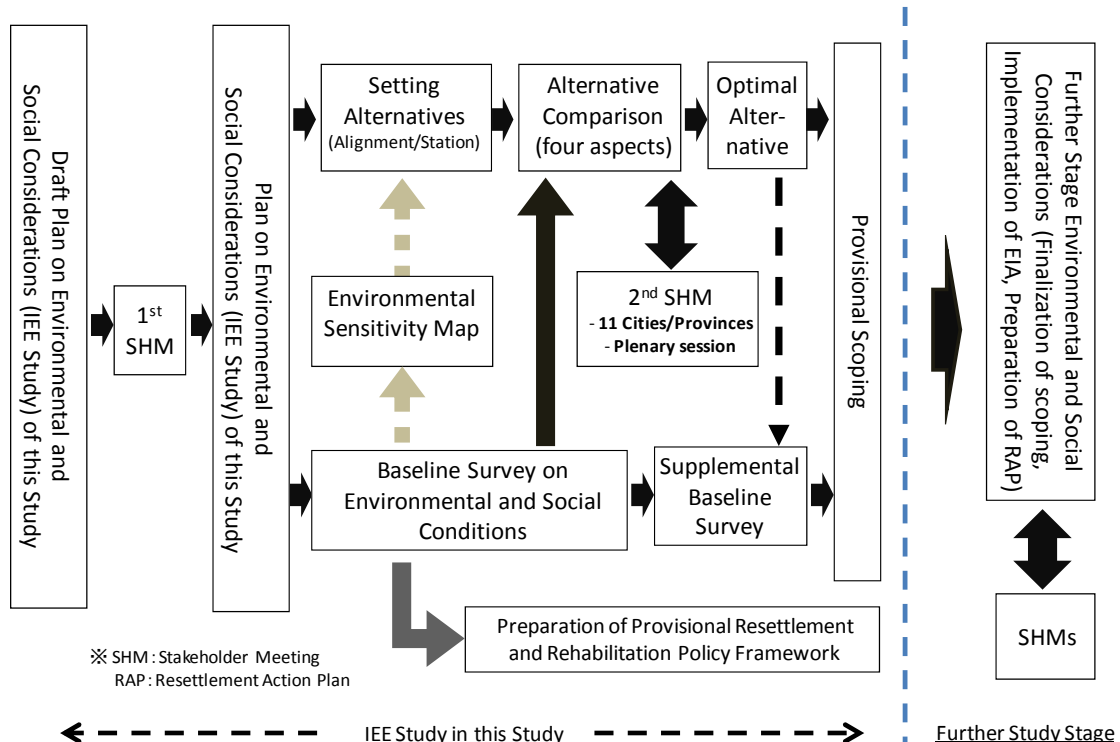 Draft Plan on Environmental and
Social Considerations (IEE Study) of this Study
1st
SHM
Plan on Environmental and
Social Considerations (IEE Study) of this Study
Setting
Alternatives
(Alignment/Station)
Alternative
Comparison
(four aspects)
Optimal
Alter-
native
Environmental
Sensitivity Map
2nd SHM
- 11 Cities/Provinces
- Plenary session
Baseline Survey on
Environmental and Social
Conditions
Supplemental
Baseline
Survey
Provisional Scoping
Preparation of Provisional Resettlement
and Rehabilitation Policy Framework
Further Stage Environmental and Social
Considerations (Finalization of scoping,
Implementation of EIA, Preparation of RAP)
SHMs
※ SHM : Stakeholder Meeting
RAP : Resettlement Action Plan
IEE Study in this Study
Further Study Stage